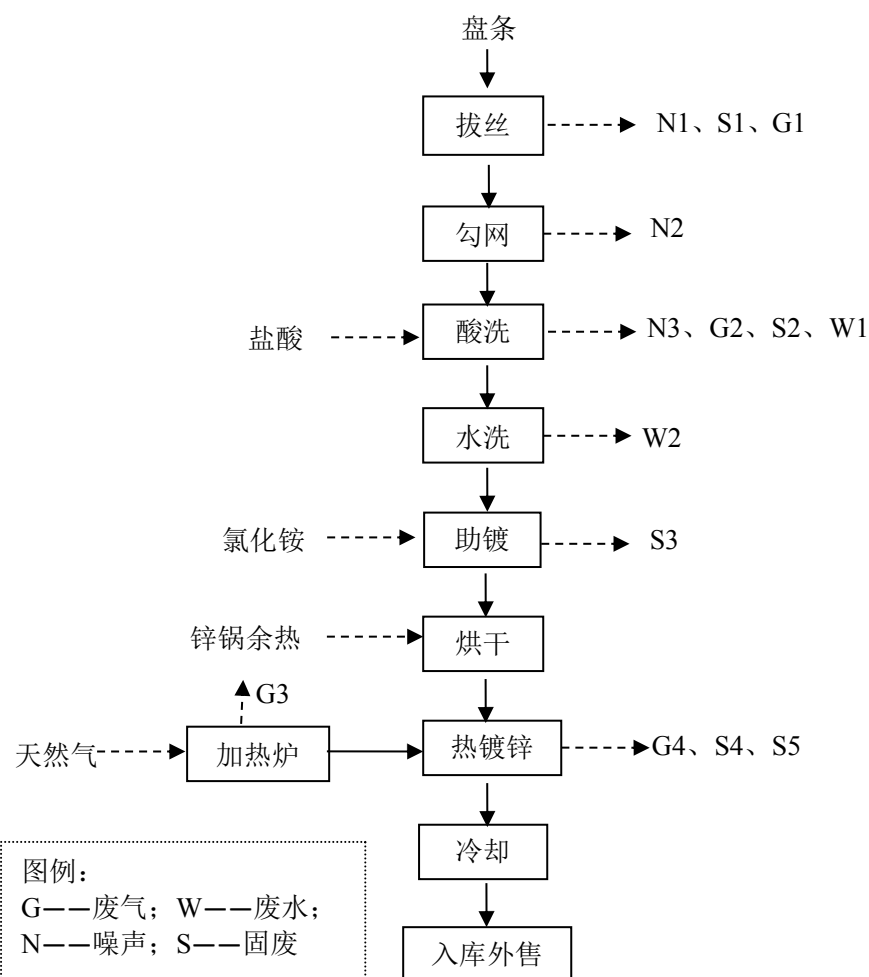 盘条
拔丝
N1、S1、G1
勾网
N2
盐酸
酸洗
N3、G2、S2、W1
水洗
W2
氯化铵
助镀
S3
锌锅余热
烘干
G3
天然气
加热炉
热镀锌
G4、S4、S5
冷却
图例：
G——废气；W——废水；
N——噪声；S——固废
入库外售